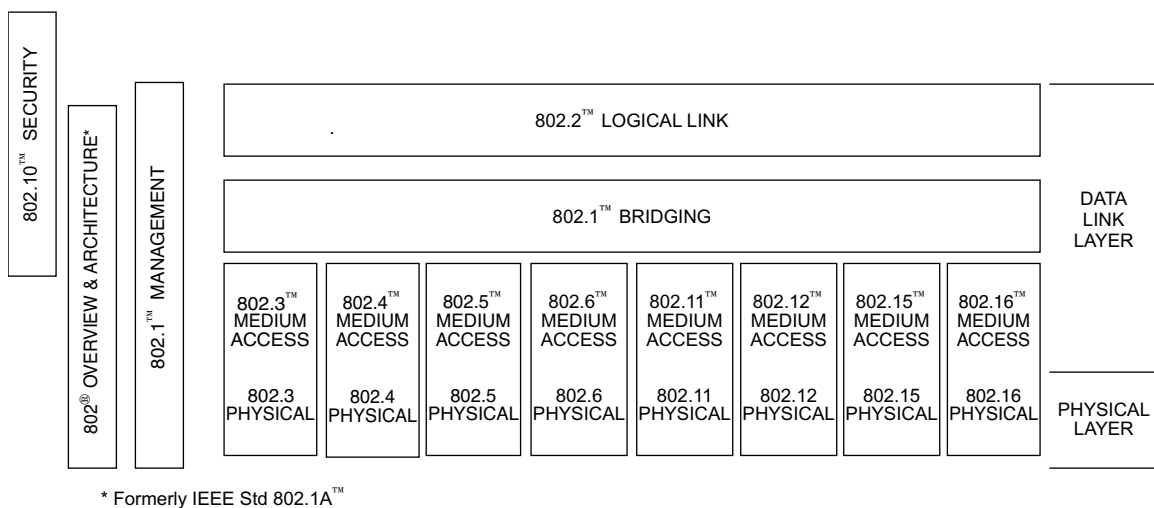 802.10™ SECURITY
802® OVERVIEW & ARCHITECTURE*
802.1™ MANAGEMENT
802.2™ LOGICAL LINK
802.1™ BRIDGING
802.3™
MEDIUM
ACCESS
802.3
PHYSICAL
802.4™
MEDIUM
ACCESS
802.4
PHYSICAL
802.5™
MEDIUM
ACCESS
802.5
PHYSICAL
802.6™
MEDIUM
ACCESS
802.6
PHYSICAL
802.11™
MEDIUM
ACCESS
802.11
PHYSICAL
802.12™
MEDIUM
ACCESS
802.12
PHYSICAL
802.15™
MEDIUM
ACCESS
802.15
PHYSICAL
802.16™
MEDIUM
ACCESS
802.16
PHYSICAL
DATA
LINK
LAYER
PHYSICAL
LAYER
* Formerly IEEE Std 802.1A™